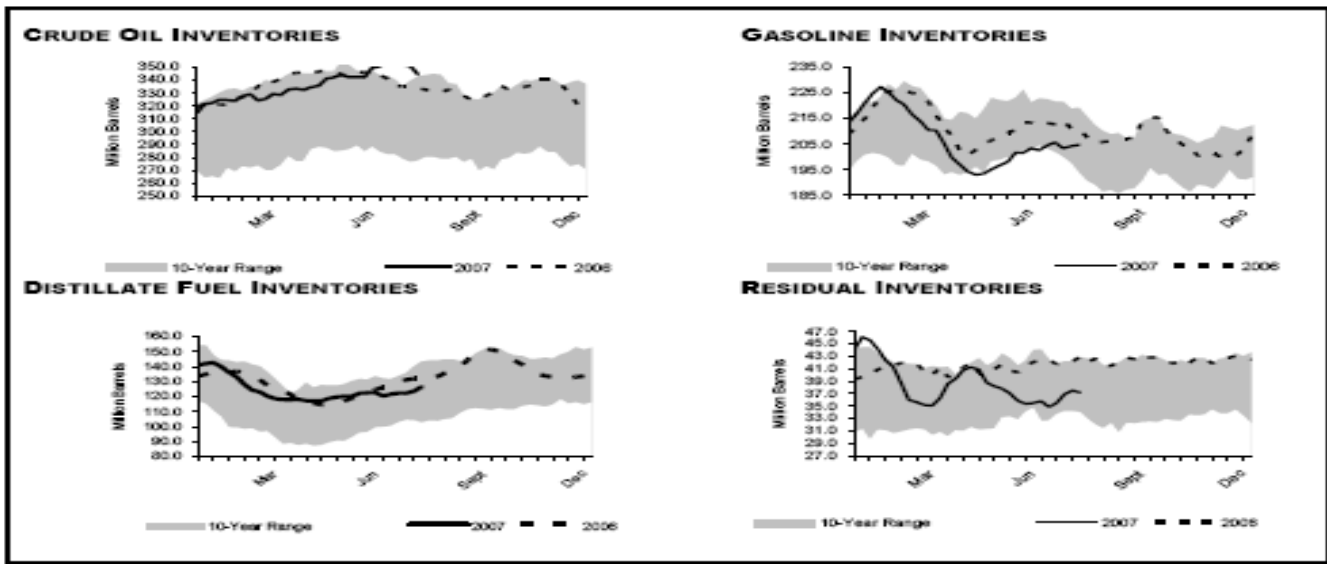 CRUDE OIL INVENTORIES
Million Barrels
350.0
340.0
330.0
320.0
310.0
300.0
290.0
280.0
270.0
260.0
250.0
Mar
Jun
Sept
Dec
10-Year Range
2007
2006
GASOLINE INVENTORIES
Million Barrels
235.0
225.0
215.0
205.0
195.0
185.0
Mar
Jun
Sept
Dec
10-Year Range
2007
2006
DISTILLATE FUEL INVENTORIES
Million Barrels
160.0
150.0
140.0
130.0
120.0
110.0
100.0
90.0
80.0
Mar
Jun
Sept
Dec
10-Year Range
2007
2006
RESIDUAL INVENTORIES
Million Barrels
47.0
45.0
43.0
41.0
39.0
37.0
35.0
33.0
31.0
29.0
27.0
Mar
Jun
Sept
Dec
10-Year Range
2007
2006